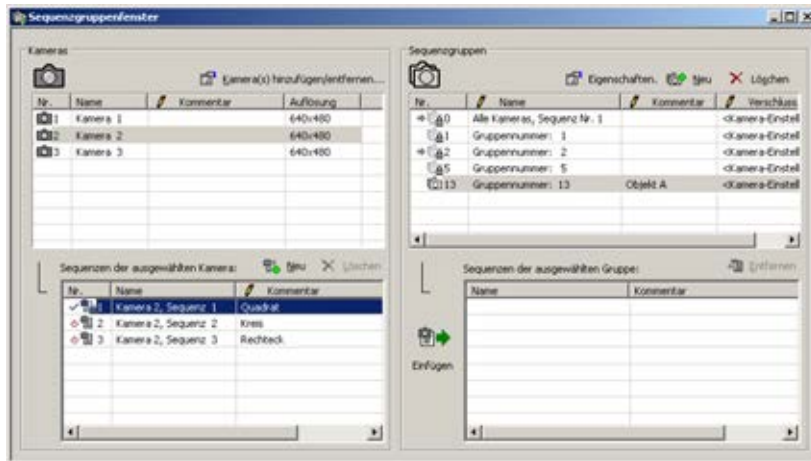 Sequenzgruppenfenster
Kameras
Kamera(s) hinzufügen/entfernen...
Nr. Name Kommentar Auflösung
1 Kamera 1 640x480
2 Kamera 2 640x480
3 Kamera 3 640x480
Sequenzen der ausgewählten Kamera: Neu Löschen
Nr. Name Kommentar
1 Kamera 2, Sequenz 1 Quadrat
2 Kamera 2, Sequenz 2 Kreis
3 Kamera 2, Sequenz 3 Rechteck
Sequenzgruppen
Eigenschaften. Neu Löschen
Nr. Name Kommentar Verschluss
0 Alle Kameras, Sequenz Nr. 1 <Kamera-Einstell
1 Gruppennummer: 1 <Kamera-Einstell
2 Gruppennummer: 2 <Kamera-Einstell
5 Gruppennummer: 5 <Kamera-Einstell
13 Gruppennummer: 13 Objekt A <Kamera-Einstell
Sequenzen der ausgewählten Gruppe: Entfernen
Name Kommentar
Einfügen